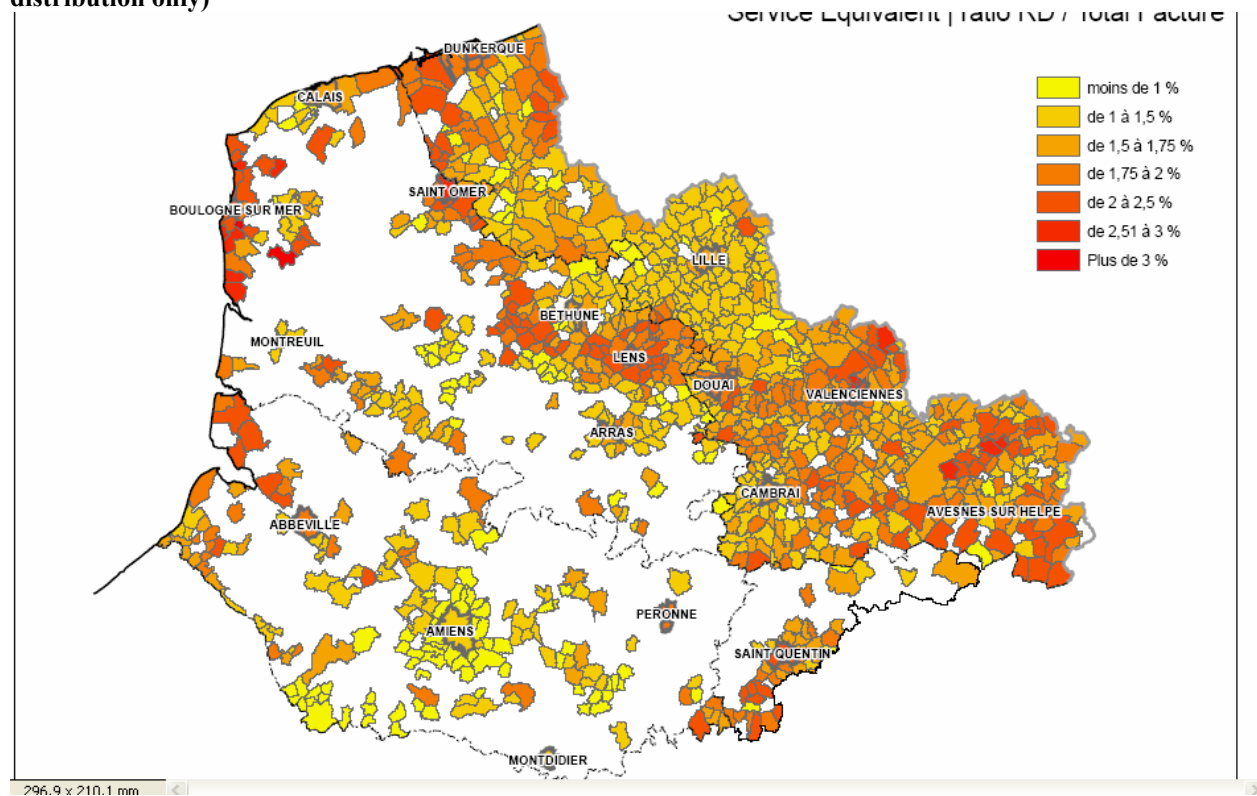 distribution only)
Service Equivalent | ratio RD / Total Facture
moins de 1 %
de 1 à 1,5 %
de 1,5 à 1,75 %
de 1,75 à 2 %
de 2 à 2,5 %
de 2,51 à 3 %
Plus de 3 %
DUNKERQUE
CALAIS
SAINT OMER
BOULOGNE SUR MER
LILLE
BETHUNE
MONTREUIL
LENS
DOUAI
VALENCIENNES
ARRAS
CAMBRAI
AVESNES SUR HELPE
ABBEVILLE
PERONNE
AMIENS
SAINT QUENTIN
MONTDIDIER
296,9 x 210,1 mm